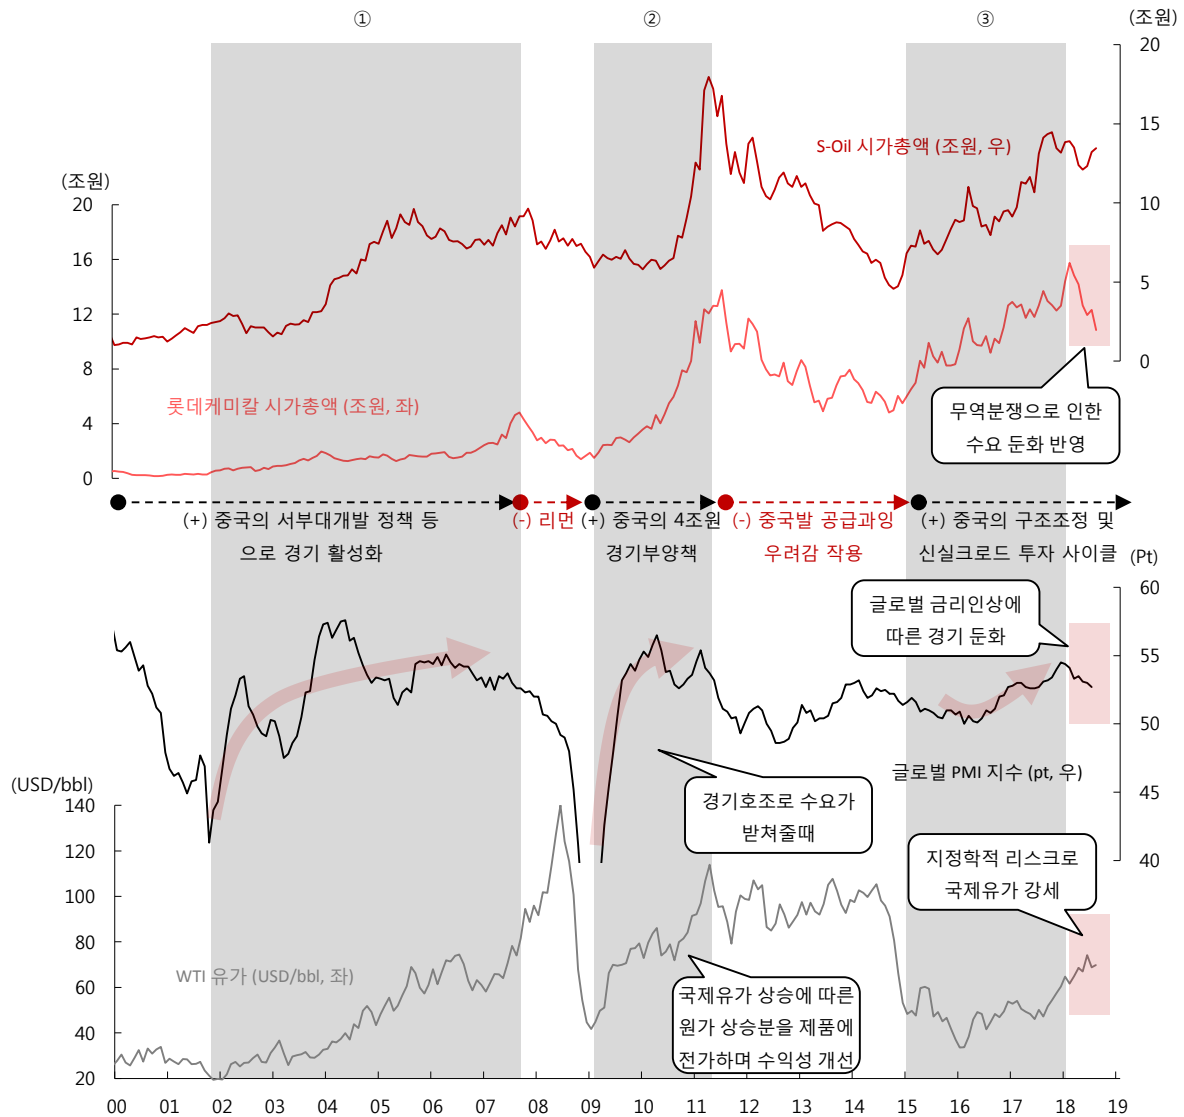 ①
②
③
(조원)
20
15
10
5
0
S-Oil 시가총액 (조원, 우)
(조원)
20
16
12
8
4
0
롯데케미칼 시가총액 (조원, 좌)
무역분쟁으로 인한
수요 둔화 반영
(+) 중국의 서부대개발 정책 등
으로 경기 활성화
(-) 리먼
(+) 중국의 4조원
경기부양책
(-) 중국발 공급과잉
우려감 작용
(+) 중국의 구조조정 및
신실크로드 투자 사이클
(Pt)
60
55
50
45
40
글로벌 금리인상에
따른 경기 둔화
글로벌 PMI 지수 (pt, 우)
경기호조로 수요가
받쳐줄때
지정학적 리스크로
국제유가 강세
(USD/bbl)
140
120
100
80
60
40
20
WTI 유가 (USD/bbl, 좌)
국제유가 상승에 따른
원가 상승분을 제품에
전가하며 수익성 개선
00 01 02 03 04 05 06 07 08 09 10 11 12 13 14 15 16 17 18 19